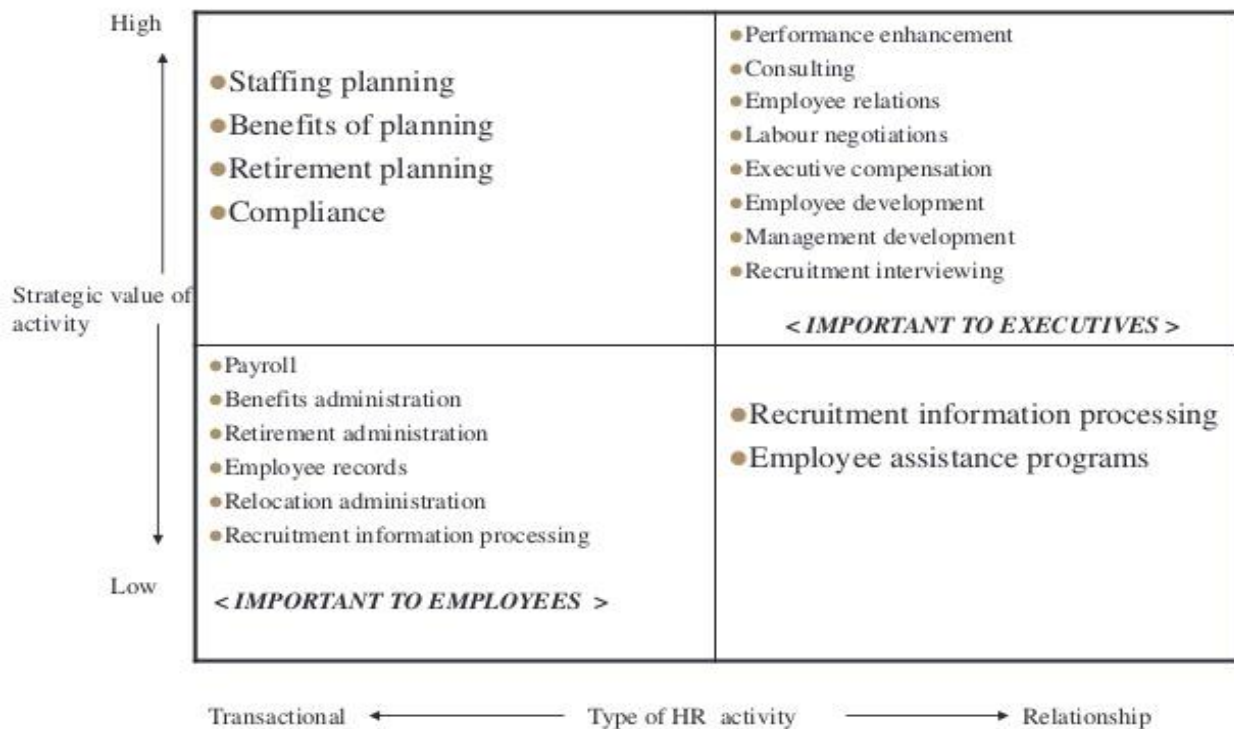 High
● Staffing planning
● Benefits of planning
● Retirement planning
● Compliance
● Performance enhancement
● Consulting
● Employee relations
● Labour negotiations
● Executive compensation
● Employee development
● Management development
● Recruitment interviewing
< IMPORTANT TO EXECUTIVES >
Strategic value of
activity
● Payroll
● Benefits administration
● Retirement administration
● Employee records
● Relocation administration
● Recruitment information processing
< IMPORTANT TO EMPLOYEES >
● Recruitment information processing
● Employee assistance programs
Low
Transactional
Type of HR activity
Relationship